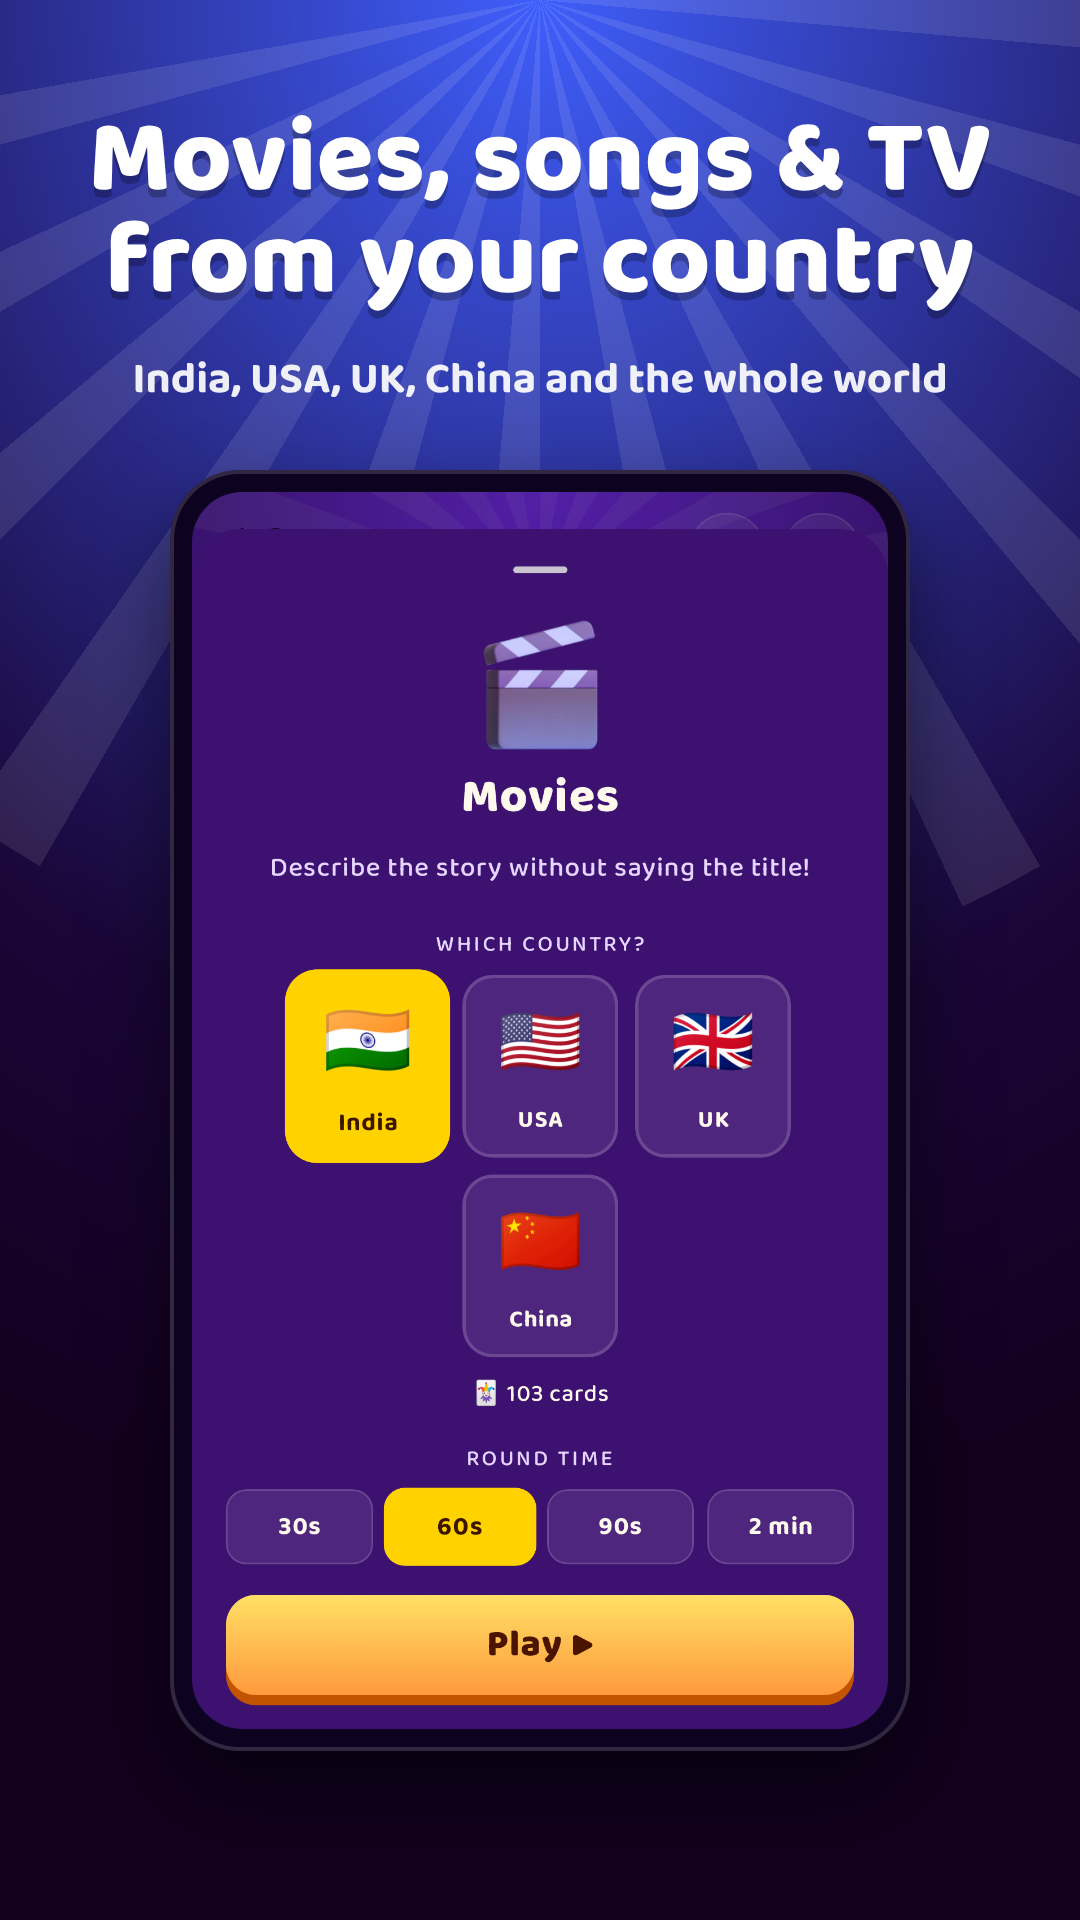 Movies, songs & TV
from your country
India, USA, UK, China and the whole world
Movies
Describe the story without saying the title!
WHICH COUNTRY?
India USA UK
China
103 cards
ROUND TIME
30s 60s 90s 2 min
Play